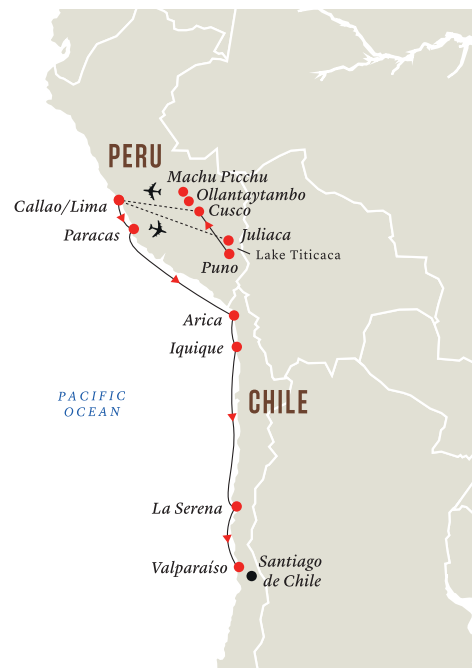 PERU
Machu Picchu
Ollantaytambo
Callao/Lima
Cusco
Paracas
Juliaca
Lake Titicaca
Puno
Arica
Iquique
PACIFIC
OCEAN
CHILE
La Serena
Valparaíso
Santiago
de Chile